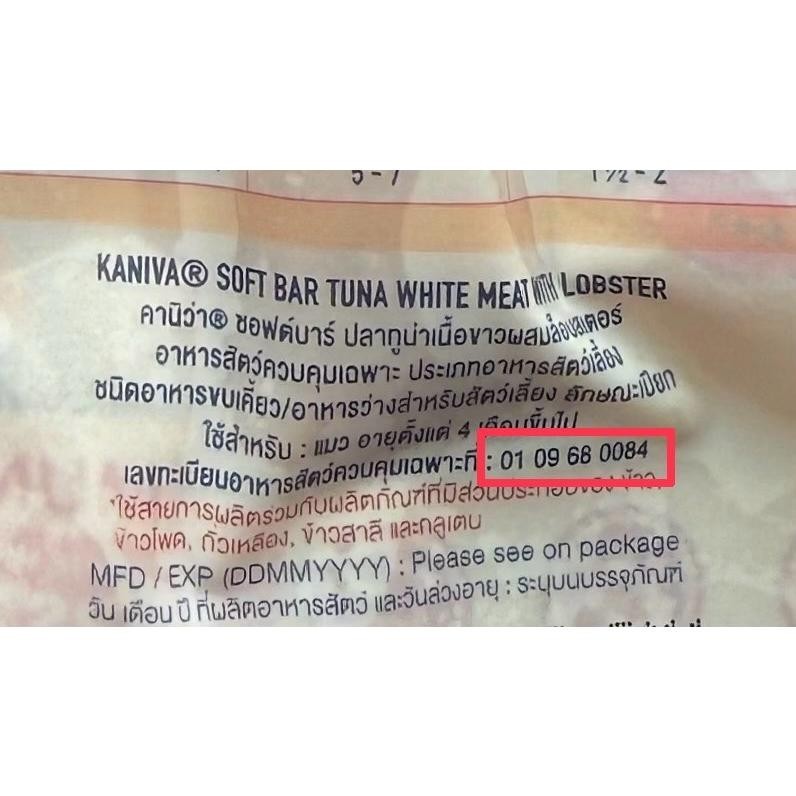 5 - 7 1½ - 2
KANIVA® SOFT BAR TUNA WHITE MEAT WITH LOBSTER
คานิว่า® ซอฟต์บาร์ ปลาทูน่าเนื้อขาวผสมล็อบสเตอร์
อาหารสัตว์ควบคุมเฉพาะ ประเภทอาหารสัตว์เลี้ยง
ชนิดอาหารขบเคี้ยว/อาหารว่างสำหรับสัตว์เลี้ยง ลักษณะเปียก
ใช้สำหรับ : แมว อายุตั้งแต่ 4 เดือนขึ้นไป
เลขทะเบียนอาหารสัตว์ควบคุมเฉพาะที่ : 01 09 68 0084
*ใช้สายการผลิตร่วมกับผลิตภัณฑ์ที่มีส่วนประกอบของ ข้าว,
ข้าวโพด, ถั่วเหลือง, ข้าวสาลี และกลูเตน
MFD / EXP (DDMMYYYY) : Please see on package
วัน เดือน ปี ที่ผลิตอาหารสัตว์ และวันล่วงอายุ : ระบุบนบรรจุภัณฑ์